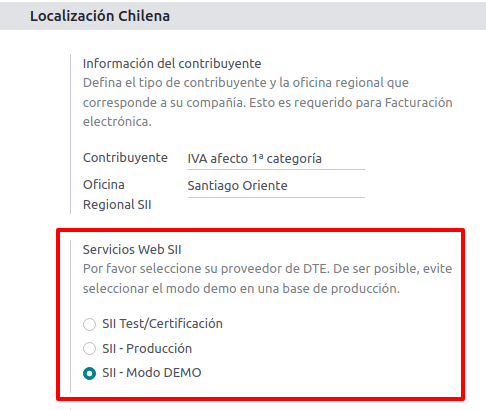 Localización Chilena
Información del contribuyente
Defina el tipo de contribuyente y la oficina regional que
corresponde a su compañía. Esto es requerido para Facturación
electrónica.
Contribuyente IVA afecto 1ª categoría
Oficina Santiago Oriente
Regional SII
Servicios Web SII
Por favor seleccione su proveedor de DTE. De ser posible, evite
seleccionar el modo demo en una base de producción.
SII Test/Certificación
SII - Producción
SII - Modo DEMO